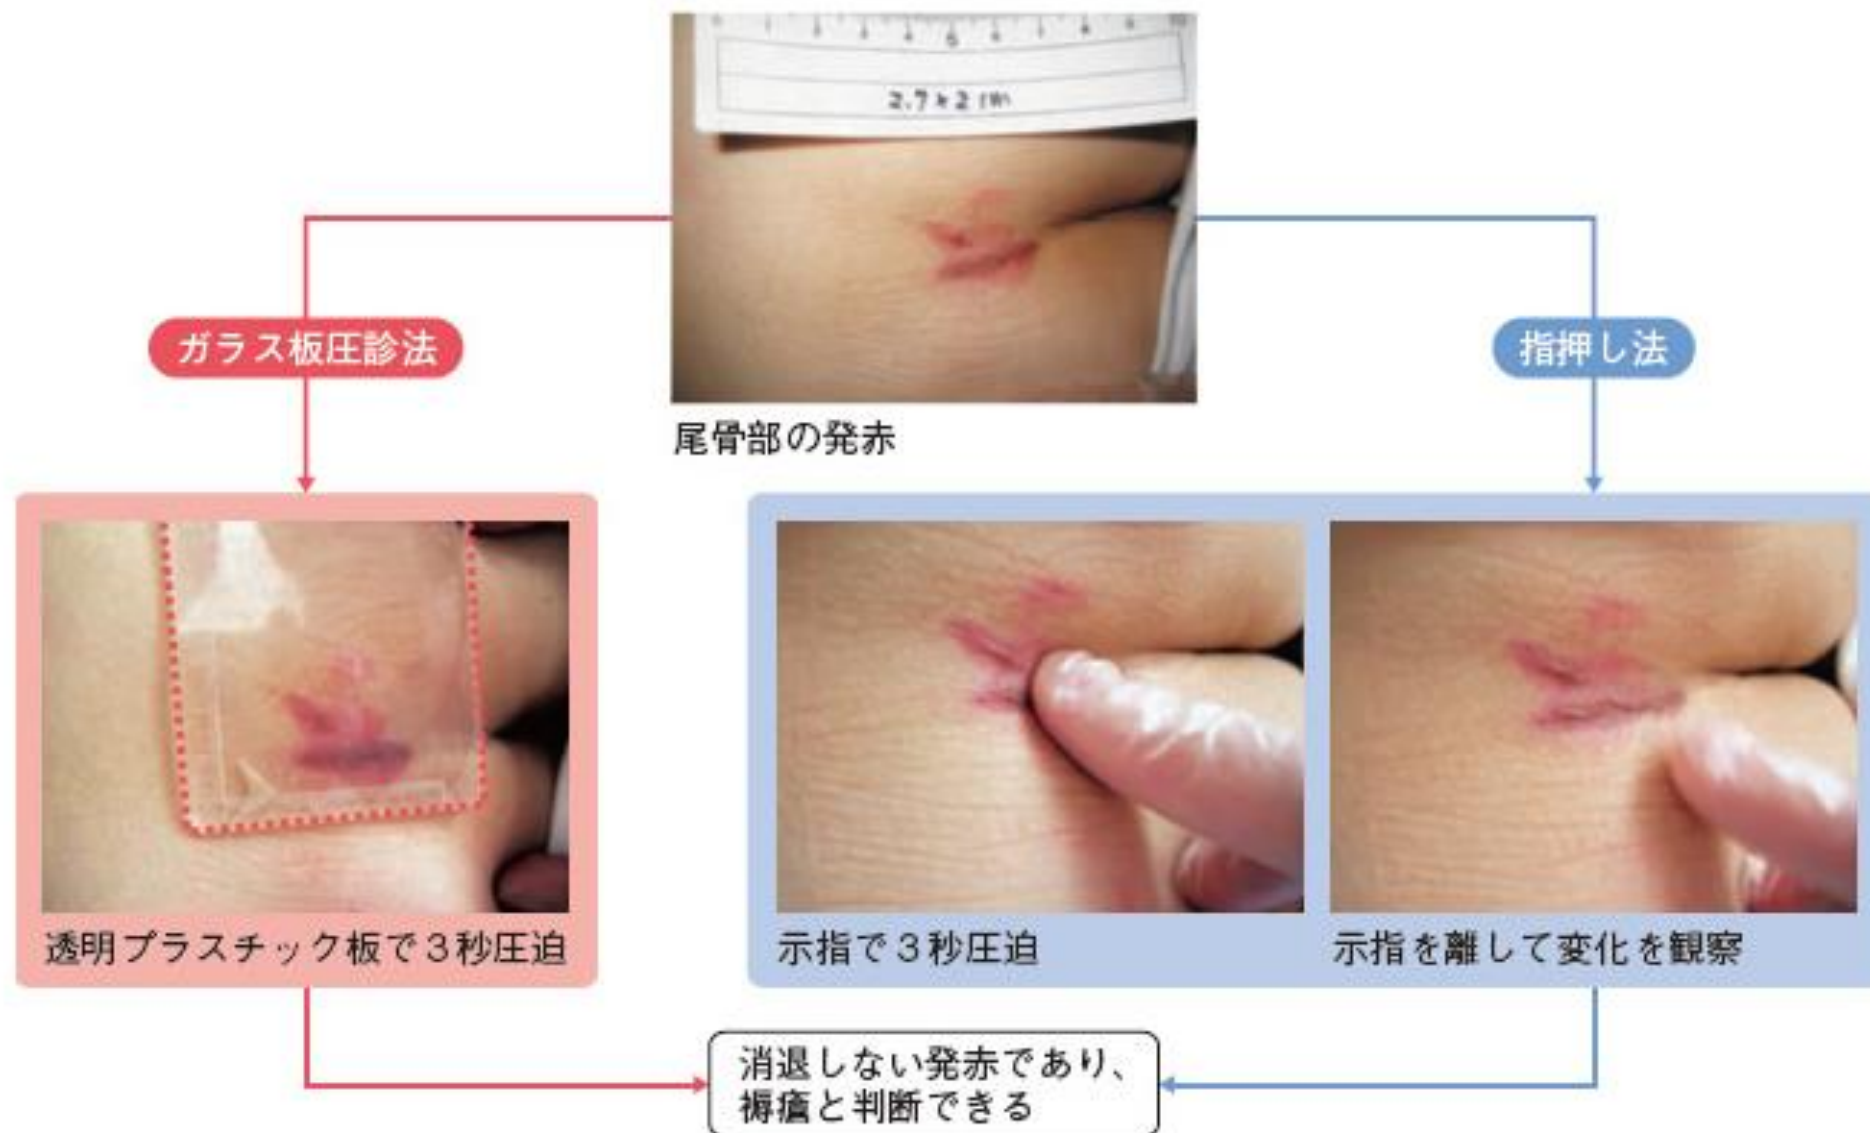 2.7×2 cm
尾骨部の発赤
ガラス板圧診法
指押し法
透明プラスチック板で3秒圧迫
示指で3秒圧迫
示指を離して変化を観察
消退しない発赤であり、
褥瘡と判断できる